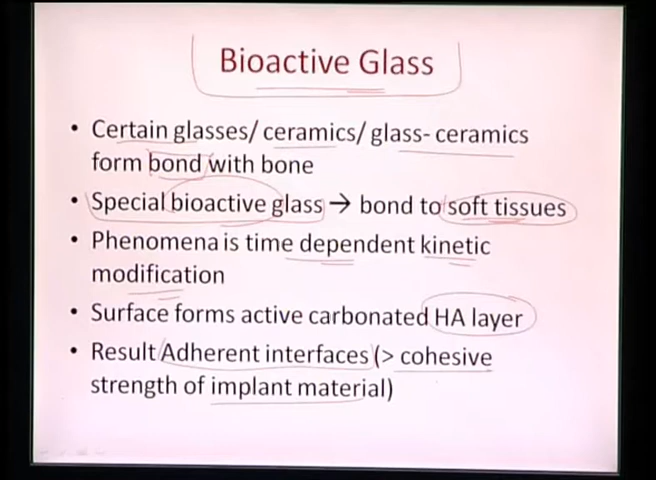 Bioactive Glass
• Certain glasses/ ceramics/ glass- ceramics
form bond with bone
• Special bioactive glass → bond to soft tissues
• Phenomena is time dependent kinetic
modification
• Surface forms active carbonated HA layer
• Result Adherent interfaces (> cohesive
strength of implant material)